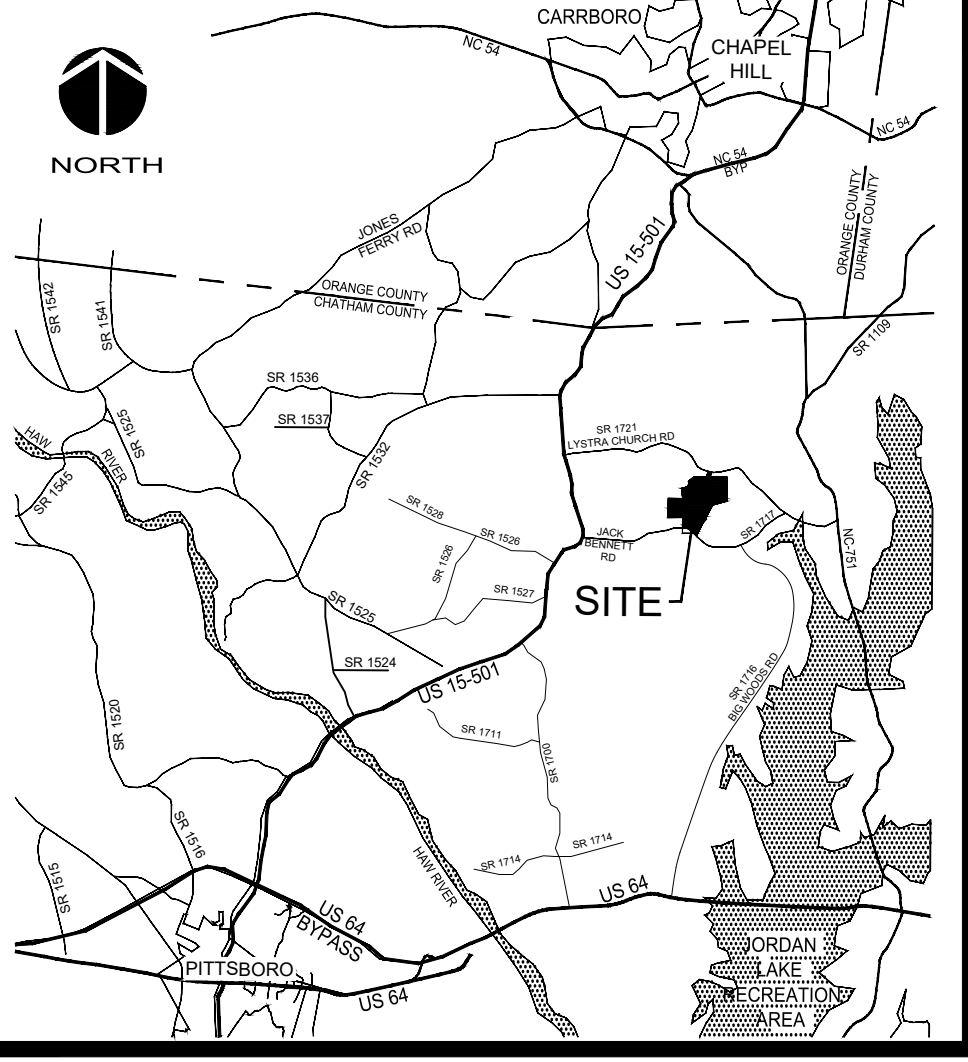 CARRBORO
NC 54
CHAPEL
HILL
NC 54
NORTH
NC 54
BYP
ORANGE COUNTY
DURHAM COUNTY
JONES
FERRY RD
US 15-501
SR 1542
SR 1541
ORANGE COUNTY
CHATHAM COUNTY
SR 1109
SR 1536
SR 1537
SR 1525
SR 1532
SR 1721
LYSTRA CHURCH RD
HAW
RIVER
SR 1545
SR 1528
SR 1526
SR 1526
JACK
BENNETT
RD
SR 1717
NC-751
SR 1527
SITE
SR 1525
SR 1524
US 15-501
SR 1716
BIG WOODS RD
SR 1520
SR 1711
SR 1700
SR 1516
SR 1714
SR 1714
SR 1515
HAW RIVER
US 64
US 64
BYPASS
PITTSBORO
US 64
JORDAN
LAKE
RECREATION
AREA